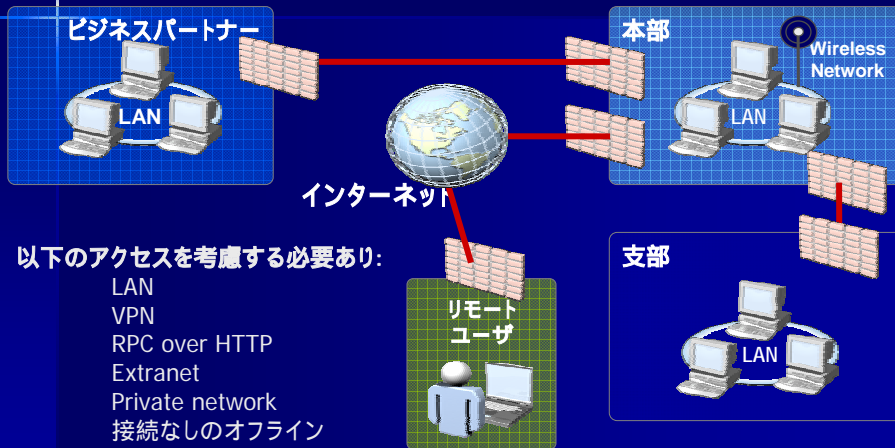 ビジネスパートナー
LAN
本部
Wireless
Network
LAN
インターネット
以下のアクセスを考慮する必要あり:
LAN
VPN
RPC over HTTP
Extranet
Private network
接続なしのオフライン
リモート
ユーザ
支部
LAN